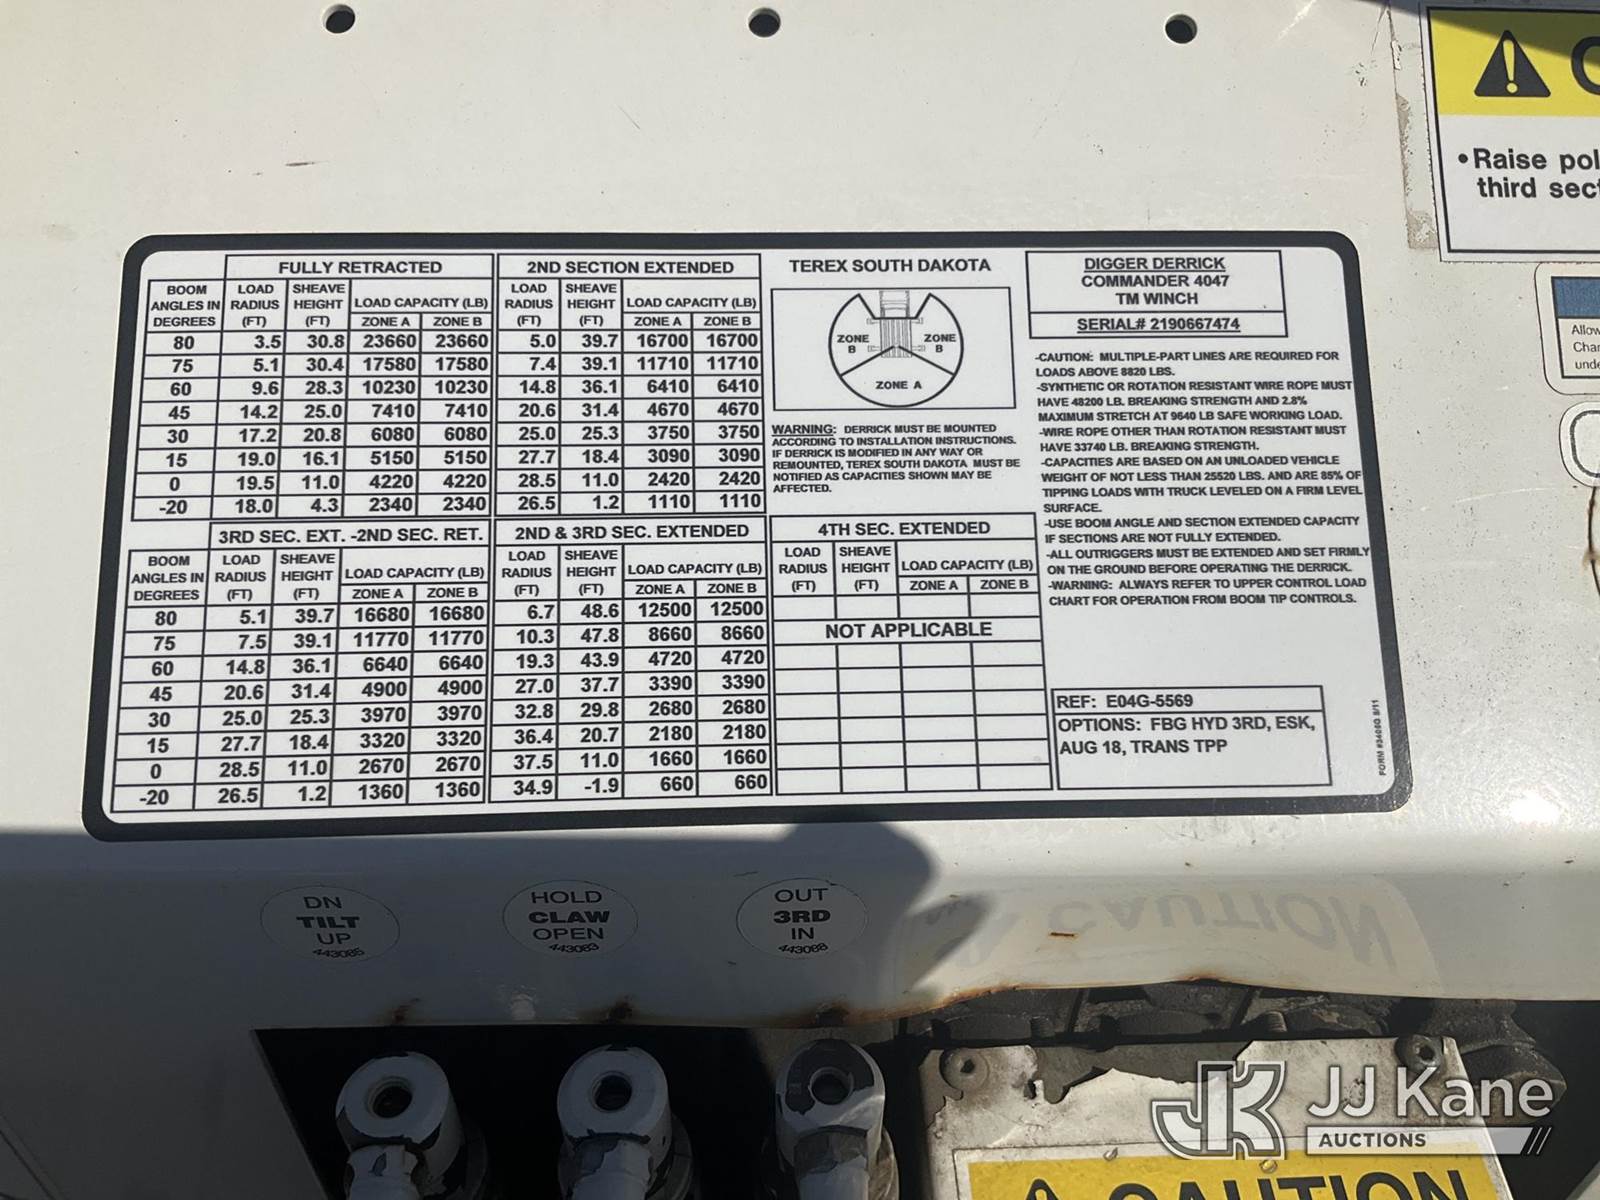 FULLY RETRACTED
BOOM ANGLES IN DEGREES | LOAD RADIUS (FT) | SHEAVE HEIGHT (FT) | LOAD CAPACITY (LB) ZONE A | ZONE B
80 3.5 30.8 23660 23660
75 5.1 30.4 17580 17580
60 9.6 28.3 10230 10230
45 14.2 25.0 7410 7410
30 17.2 20.8 6080 6080
15 19.0 16.1 5150 5150
0 19.5 11.0 4220 4220
-20 18.0 4.3 2340 2340
2ND SECTION EXTENDED
LOAD RADIUS (FT) | SHEAVE HEIGHT (FT) | LOAD CAPACITY (LB) ZONE A | ZONE B
5.0 39.7 16700 16700
7.4 39.1 11710 11710
14.8 36.1 6410 6410
20.6 31.4 4670 4670
25.0 25.3 3750 3750
27.7 18.4 3090 3090
28.5 11.0 2420 2420
26.5 1.2 1110 1110
3RD SEC. EXT. -2ND SEC. RET.
BOOM ANGLES IN DEGREES | LOAD RADIUS (FT) | SHEAVE HEIGHT (FT) | LOAD CAPACITY (LB) ZONE A | ZONE B
80 5.1 39.7 16680 16680
75 7.5 39.1 11770 11770
60 14.8 36.1 6640 6640
45 20.6 31.4 4900 4900
30 25.0 25.3 3970 3970
15 27.7 18.4 3320 3320
0 28.5 11.0 2670 2670
-20 26.5 1.2 1360 1360
2ND & 3RD SEC. EXTENDED
LOAD RADIUS (FT) | SHEAVE HEIGHT (FT) | LOAD CAPACITY (LB) ZONE A | ZONE B
6.7 48.6 12500 12500
10.3 47.8 8660 8660
19.3 43.9 4720 4720
27.0 37.7 3390 3390
32.8 29.8 2680 2680
36.4 20.7 2180 2180
37.5 11.0 1660 1660
34.9 -1.9 660 660
4TH SEC. EXTENDED
LOAD RADIUS (FT) | SHEAVE HEIGHT (FT) | LOAD CAPACITY (LB) ZONE A | ZONE B
NOT APPLICABLE
TEREX SOUTH DAKOTA
ZONE B
ZONE B
ZONE A
WARNING: DERRICK MUST BE MOUNTED
ACCORDING TO INSTALLATION INSTRUCTIONS.
IF DERRICK IS MODIFIED IN ANY WAY OR
REMOUNTED, TEREX SOUTH DAKOTA MUST BE
NOTIFIED AS CAPACITIES SHOWN MAY BE
AFFECTED.
DIGGER DERRICK
COMMANDER 4047
TM WINCH
SERIAL# 2190667474
-CAUTION: MULTIPLE-PART LINES ARE REQUIRED FOR
LOADS ABOVE 8820 LBS.
-SYNTHETIC OR ROTATION RESISTANT WIRE ROPE MUST
HAVE 48200 LB. BREAKING STRENGTH AND 2.8%
MAXIMUM STRETCH AT 9640 LB SAFE WORKING LOAD.
-WIRE ROPE OTHER THAN ROTATION RESISTANT MUST
HAVE 33740 LB. BREAKING STRENGTH.
-CAPACITIES ARE BASED ON AN UNLOADED VEHICLE
WEIGHT OF NOT LESS THAN 25520 LBS. AND ARE 85% OF
TIPPING LOADS WITH TRUCK LEVELED ON A FIRM LEVEL
SURFACE.
-USE BOOM ANGLE AND SECTION EXTENDED CAPACITY
IF SECTIONS ARE NOT FULLY EXTENDED.
-ALL OUTRIGGERS MUST BE EXTENDED AND SET FIRMLY
ON THE GROUND BEFORE OPERATING THE DERRICK.
-WARNING: ALWAYS REFER TO UPPER CONTROL LOAD
CHART FOR OPERATION FROM BOOM TIP CONTROLS.
REF: E04G-5569
OPTIONS: FBG HYD 3RD, ESK,
AUG 18, TRANS TPP
•Raise
third
DN
TILT
UP
443085
HOLD
CLAW
OPEN
443083
OUT
3RD
IN
443088
CAUTION
CAUTION
JJ Kane
AUCTIONS